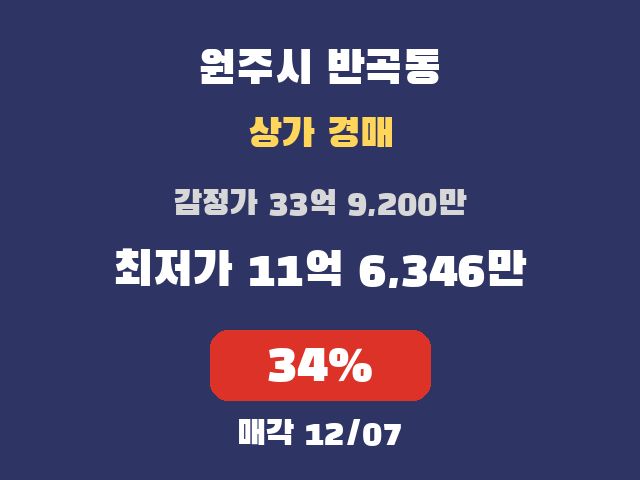 원주시 반곡동
상가 경매
감정가 33억 9,200만
최저가 11억 6,346만
34%
매각 12/07